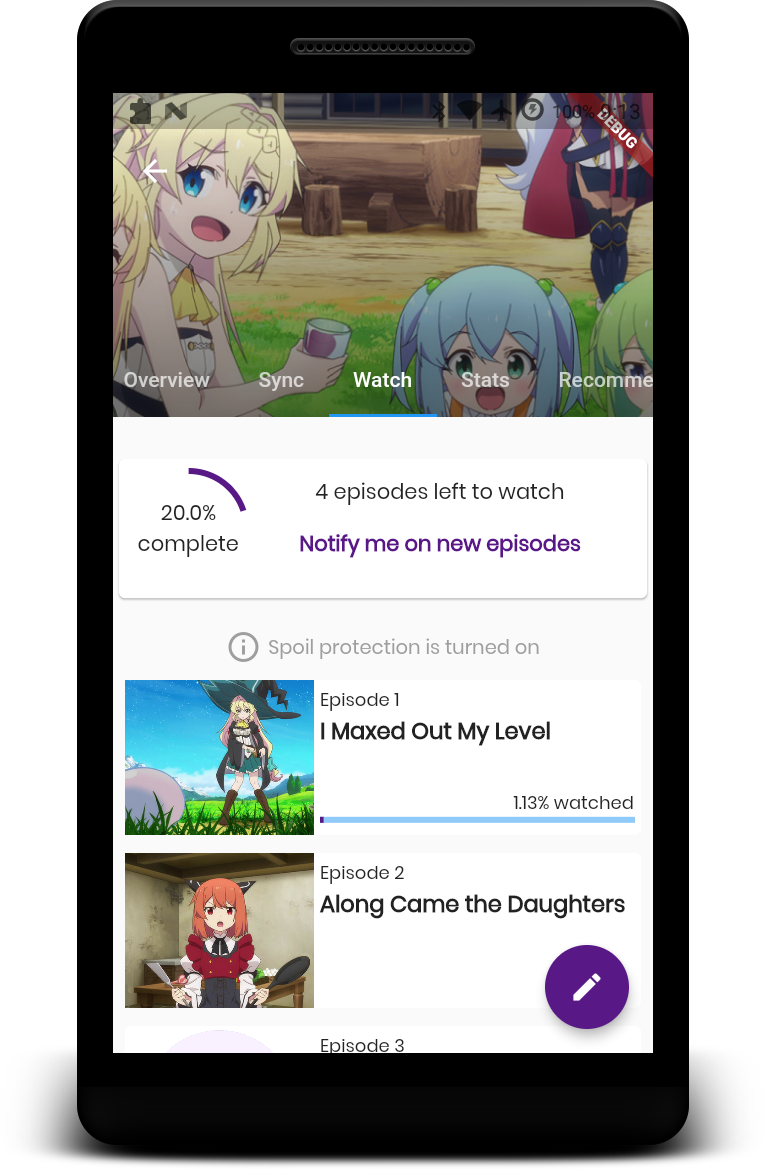 100% 9:13
DEBUG
Overview Sync Watch Stats Recomme
20.0%
complete
4 episodes left to watch
Notify me on new episodes
Spoil protection is turned on
Episode 1
I Maxed Out My Level
1.13% watched
Episode 2
Along Came the Daughters
Episode 3